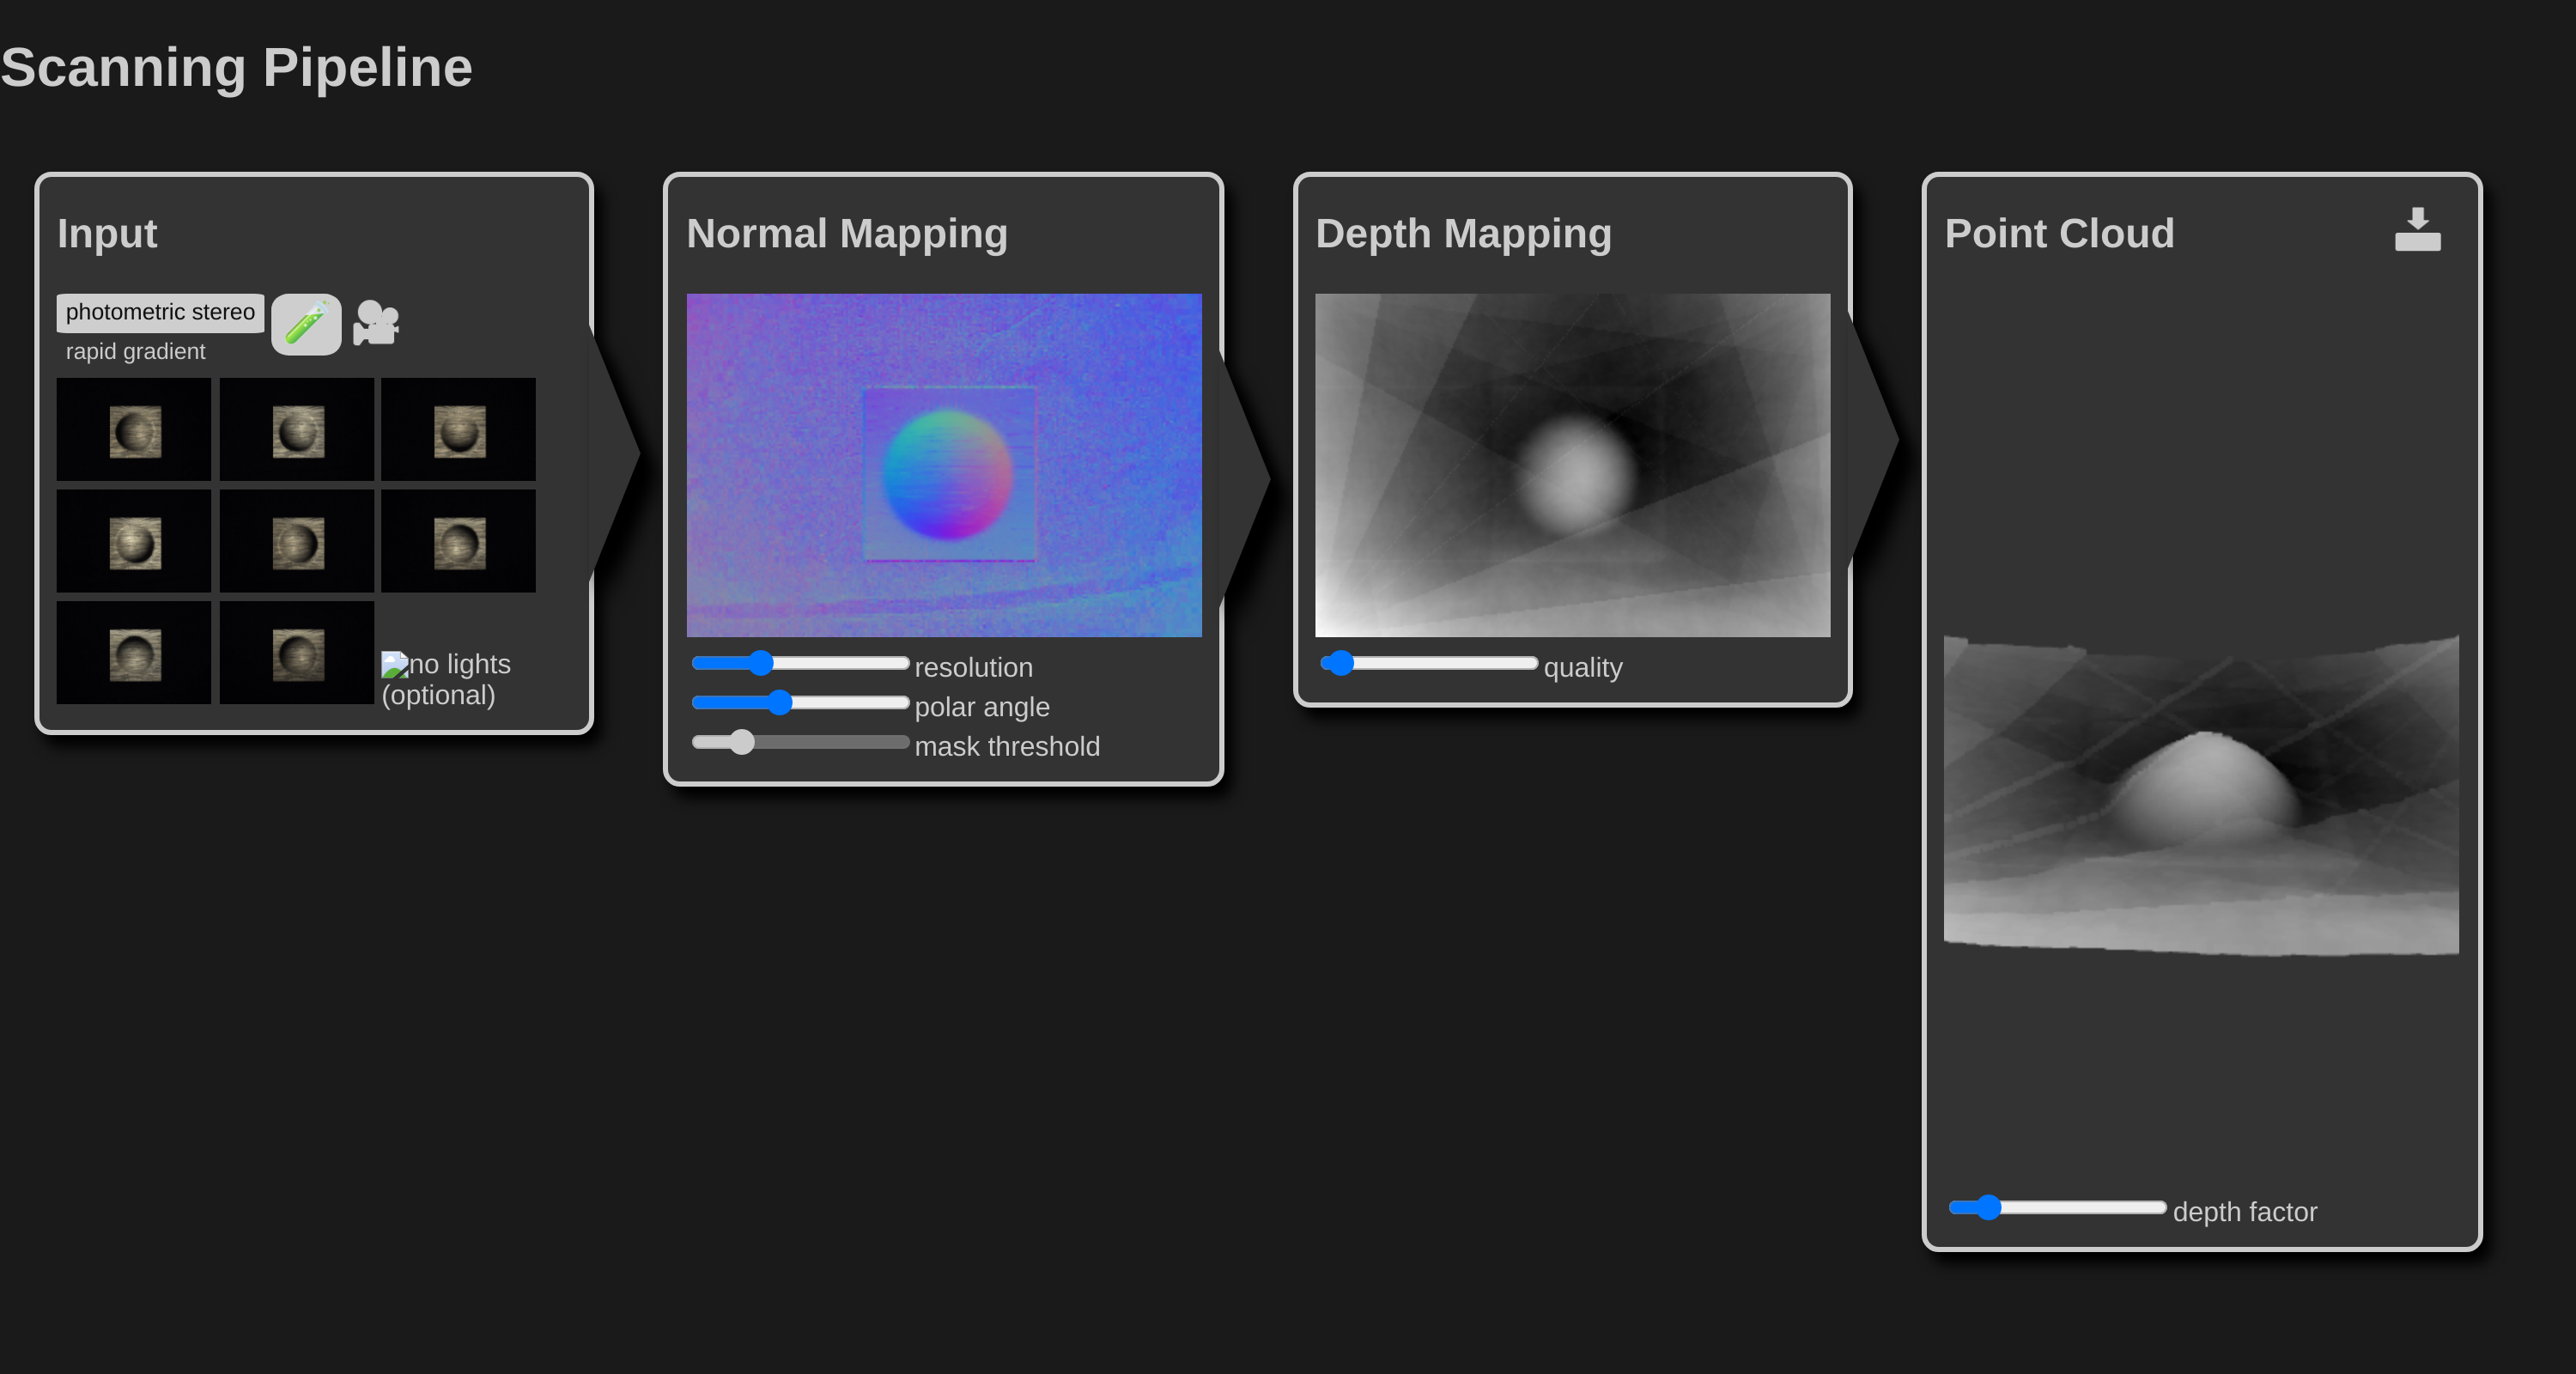 Scanning Pipeline
Input
photometric stereo
rapid gradient
no lights
(optional)
Normal Mapping
resolution
polar angle
mask threshold
Depth Mapping
quality
Point Cloud
depth factor